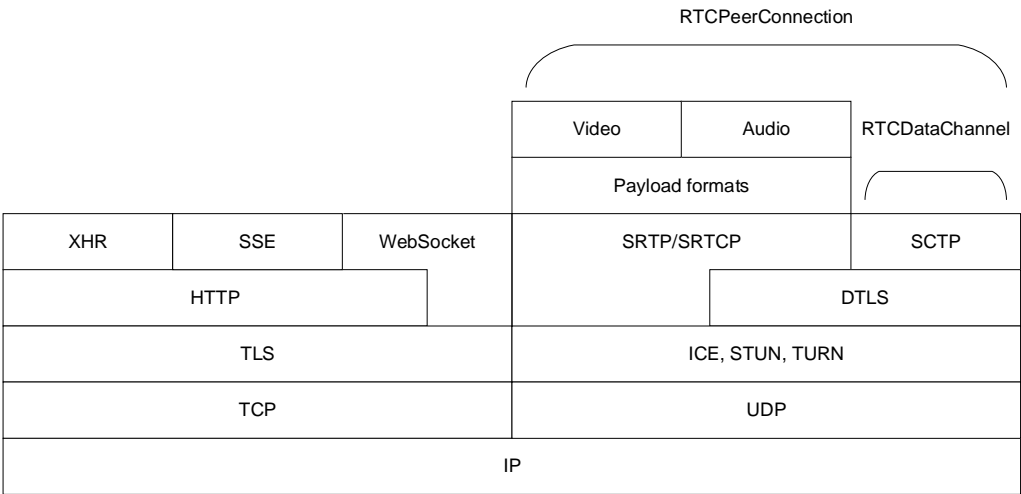 RTCPeerConnection
Video
Audio
RTCDataChannel
Payload formats
XHR
SSE
WebSocket
SRTP/SRTCP
SCTP
HTTP
DTLS
TLS
ICE, STUN, TURN
TCP
UDP
IP